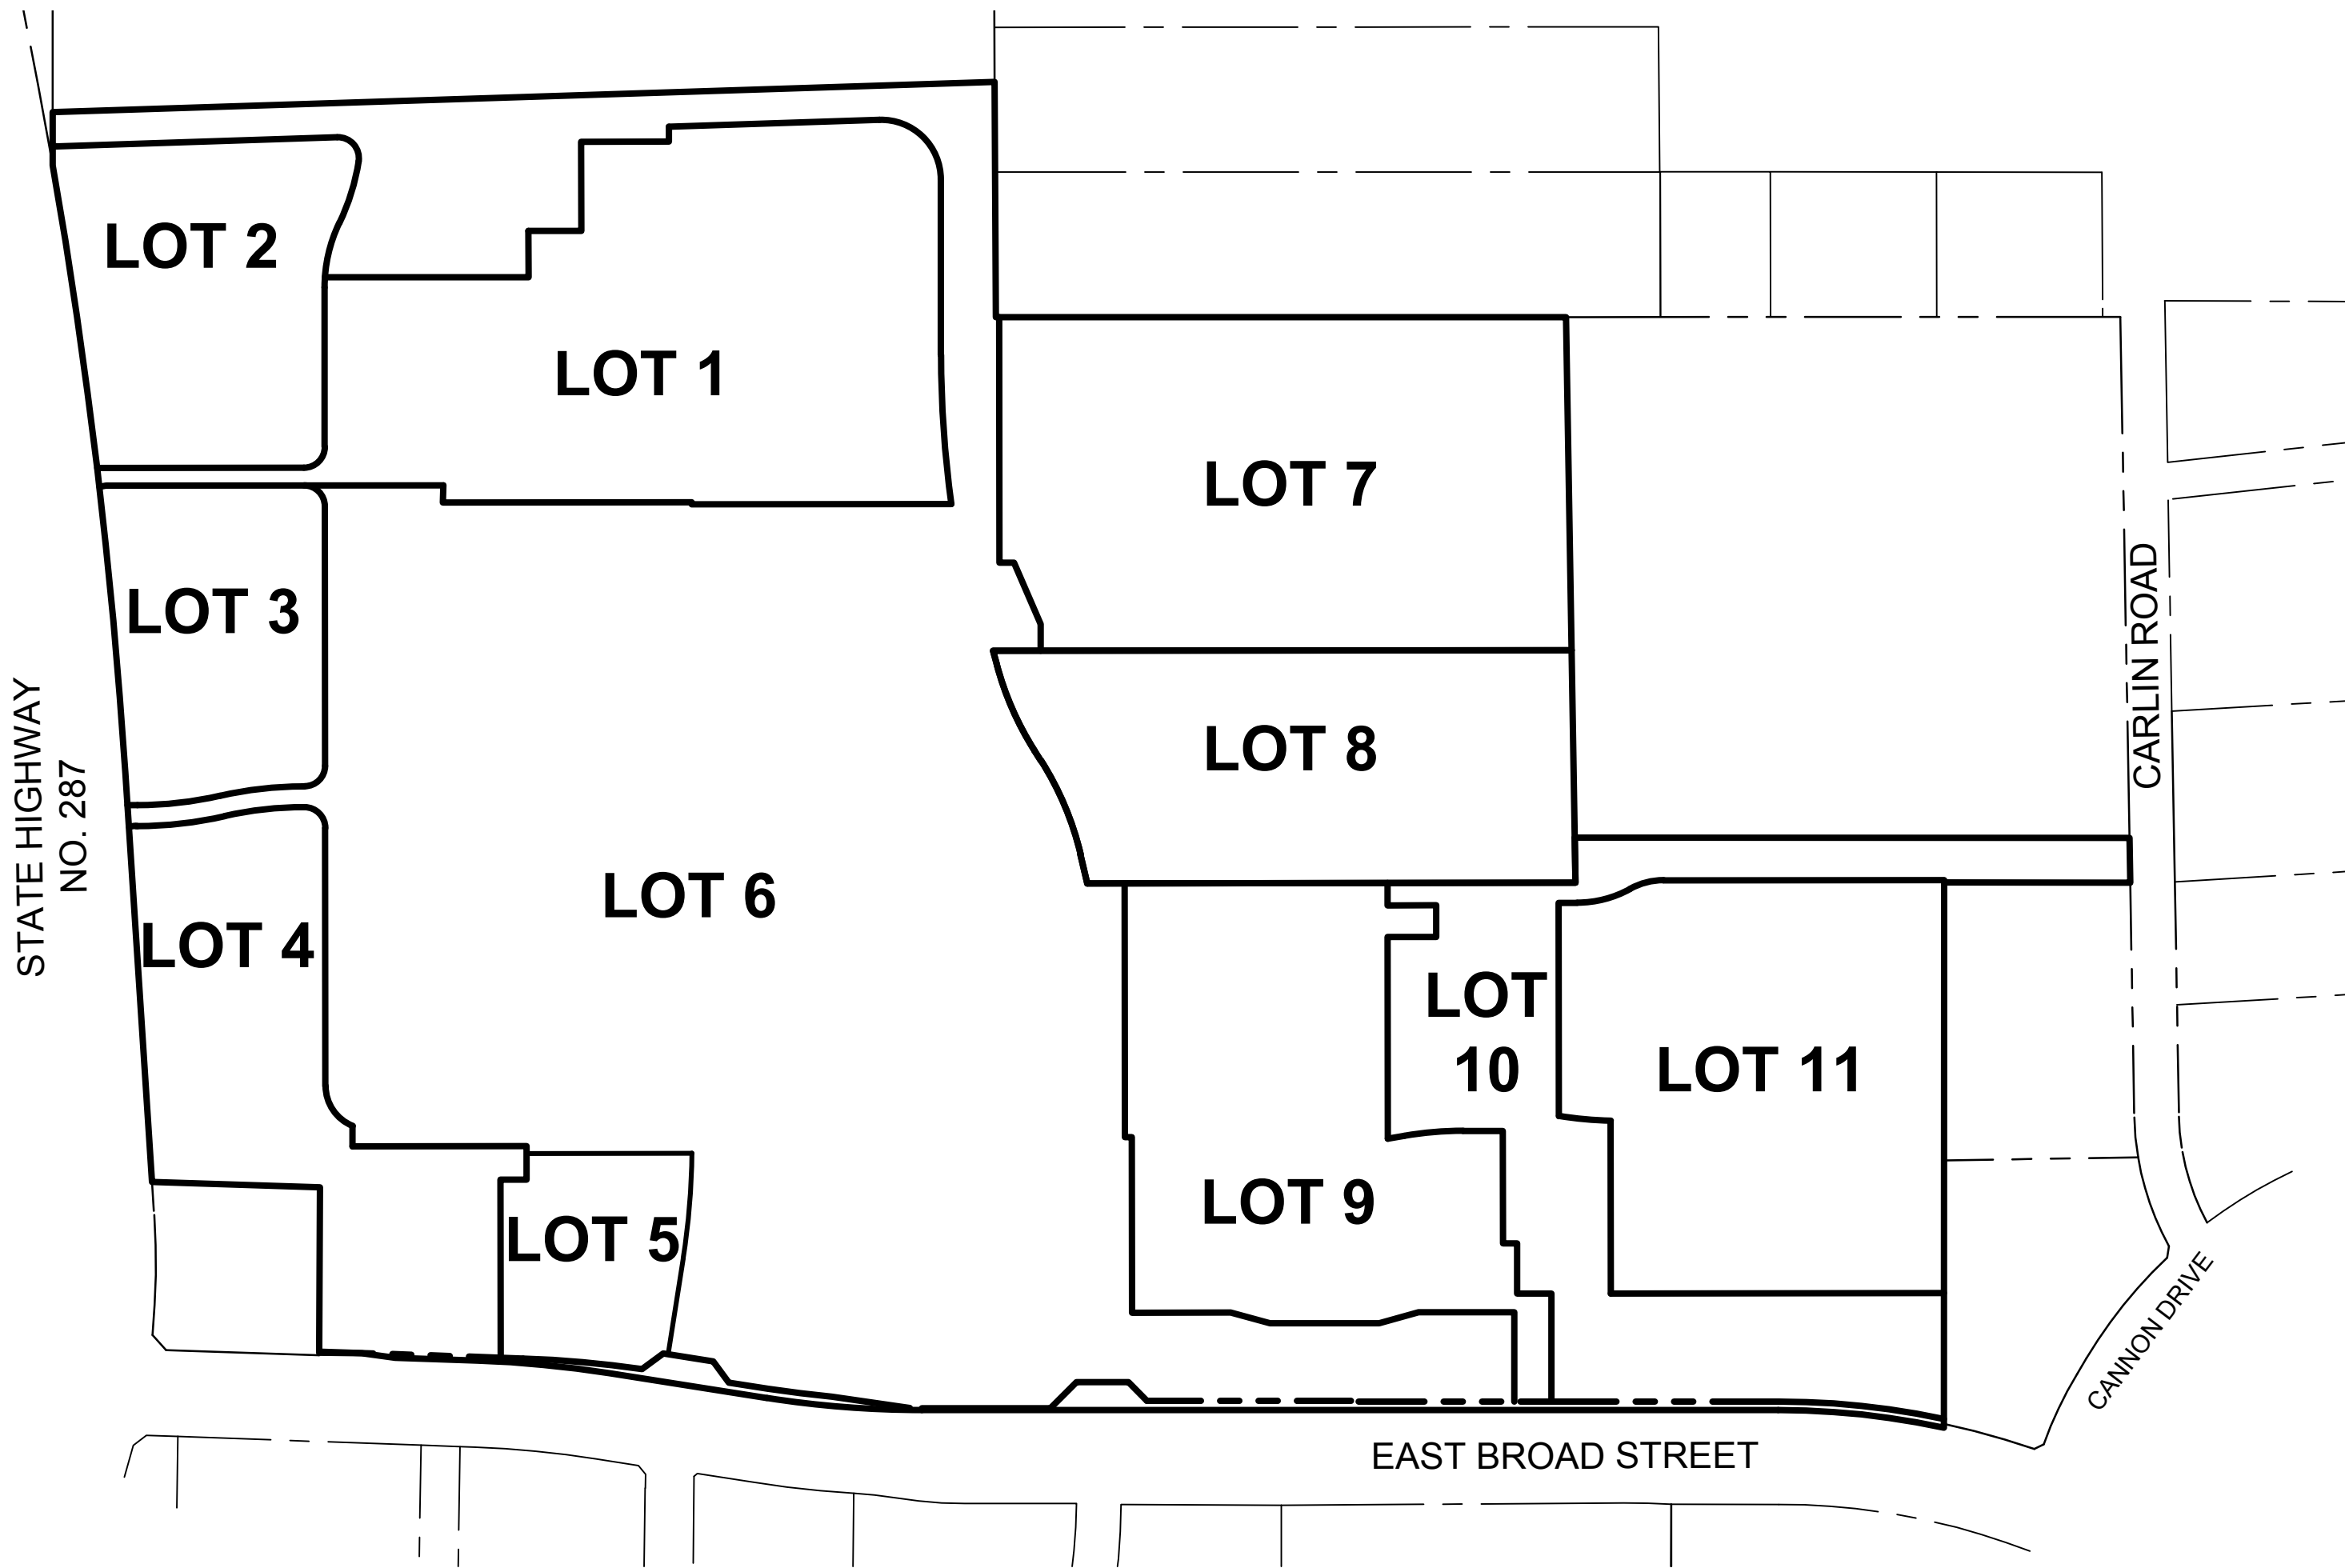 LOT 2
LOT 1
LOT 7
LOT 3
LOT 8
CARLIN ROAD
STATE HIGHWAY
NO. 287
LOT 6
LOT 4
LOT
10
LOT 11
LOT 9
LOT 5
CANNON DRIVE
EAST BROAD STREET